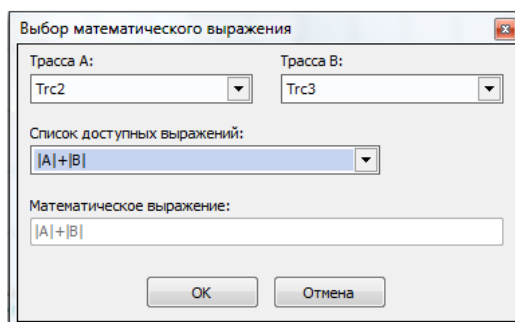 Выбор математического выражения
Трасса A: Трасса B:
Trc2 Trc3
Список доступных выражений:
|A|+|B|
Математическое выражение:
|A|+|B|
OK Отмена